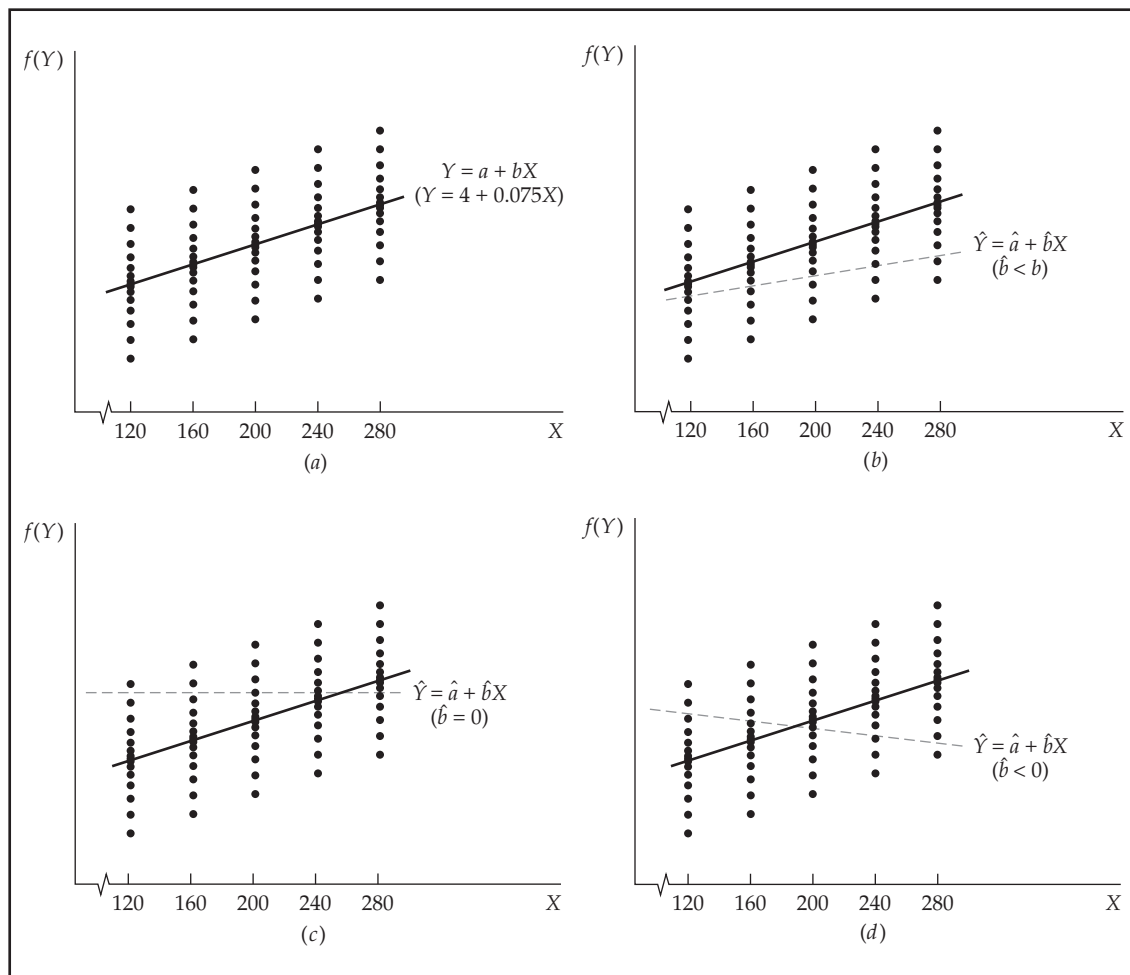 f(Y)
Y = a + bX
(Y = 4 + 0.075X)
120 160 200 240 280 X
(a)
f(Y)
Ŷ = â + b̂X
(b̂ < b)
120 160 200 240 280 X
(b)
f(Y)
Ŷ = â + b̂X
(b̂ = 0)
120 160 200 240 280 X
(c)
f(Y)
Ŷ = â + b̂X
(b̂ < 0)
120 160 200 240 280 X
(d)